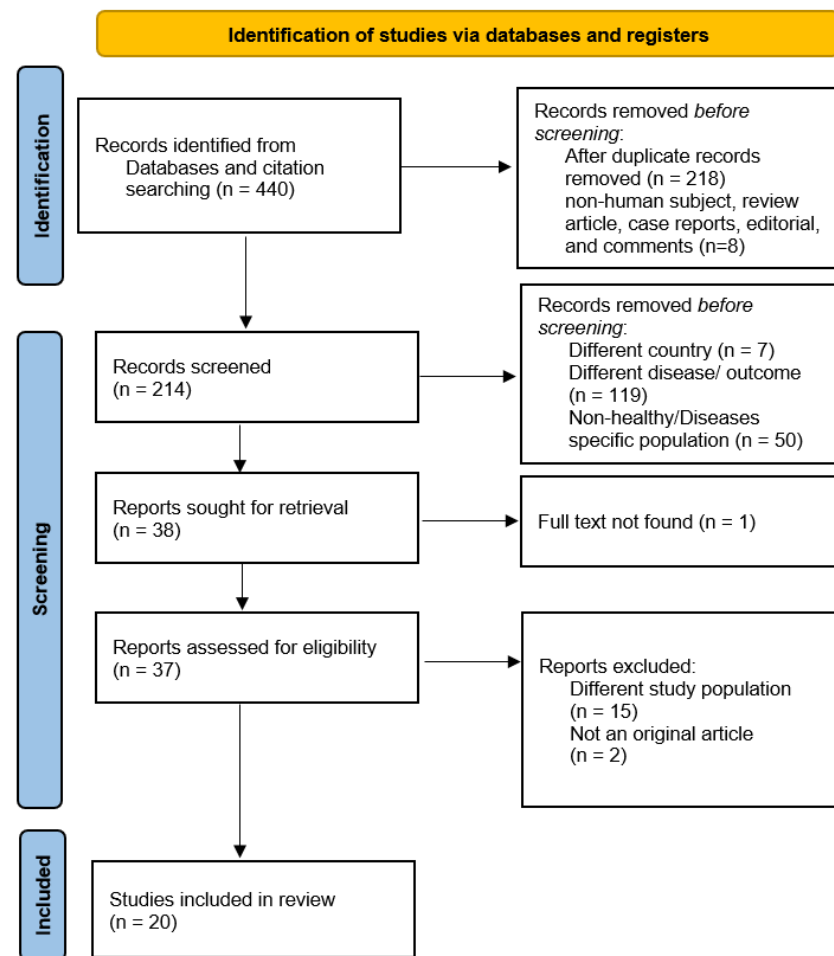 Identification of studies via databases and registers
Identification
Records identified from
Databases and citation
searching (n = 440)
Records removed before
screening:
After duplicate records
removed (n = 218)
non-human subject, review
article, case reports, editorial,
and comments (n=8)
Screening
Records screened
(n = 214)
Records removed before
screening:
Different country (n = 7)
Different disease/ outcome
(n = 119)
Non-healthy/Diseases
specific population (n = 50)
Reports sought for retrieval
(n = 38)
Full text not found (n = 1)
Reports assessed for eligibility
(n = 37)
Reports excluded:
Different study population
(n = 15)
Not an original article
(n = 2)
Included
Studies included in review
(n = 20)